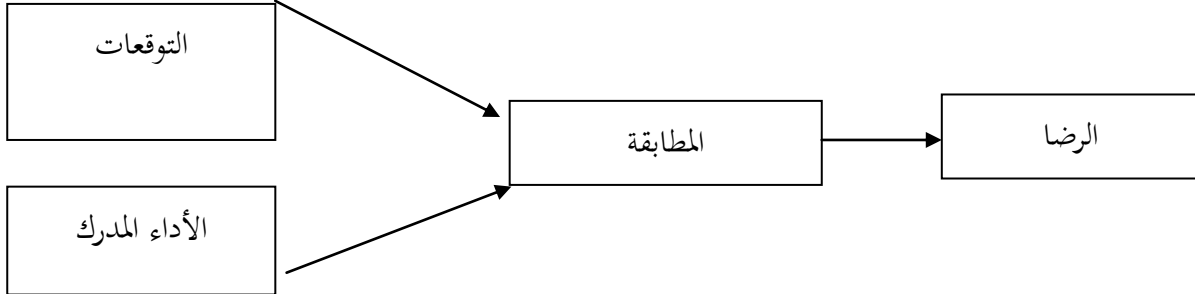 التوقعات
المطابقة
الرضا
الأداء المدرك